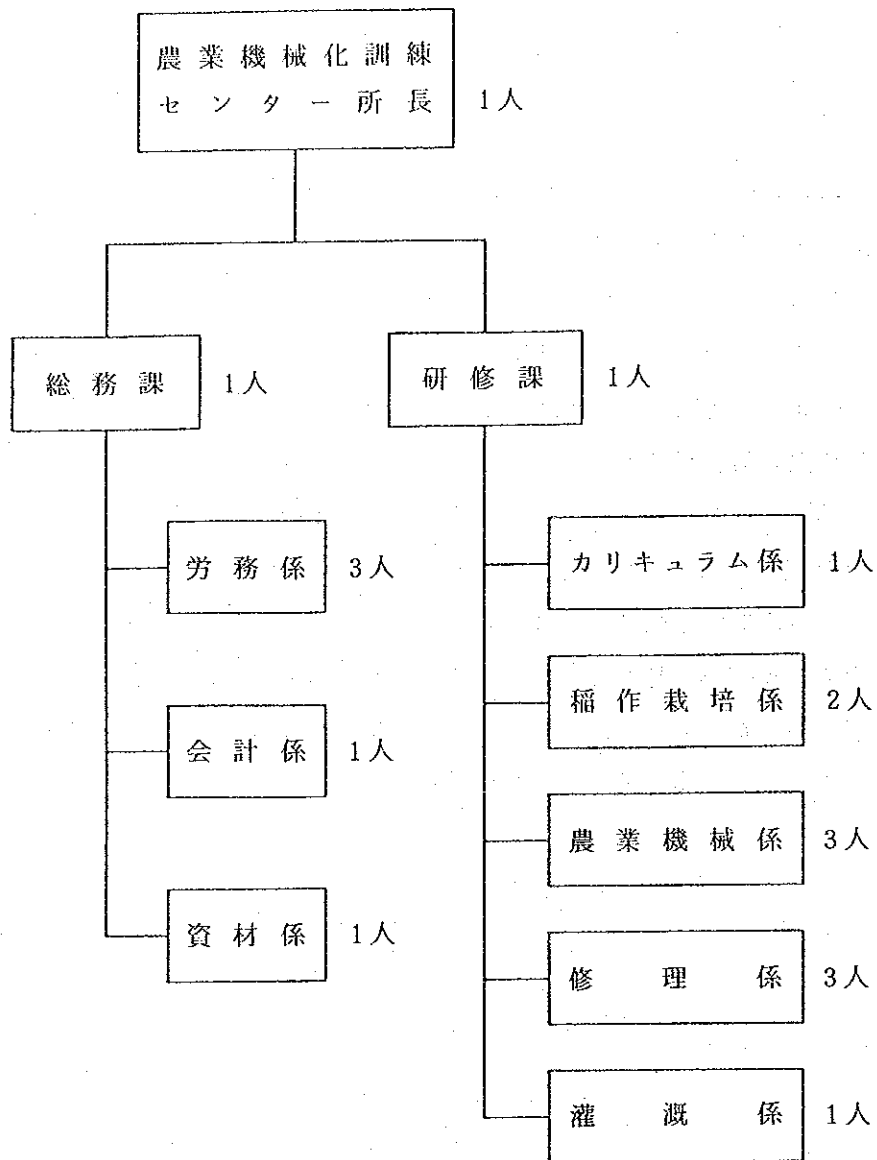 農業機械化訓練
センター所長
1人
総務課
1人
研修課
1人
労務係
3人
会計係
1人
資材係
1人
カリキュラム係
1人
稲作栽培係
2人
農業機械係
3人
修理係
3人
灌漑係
1人